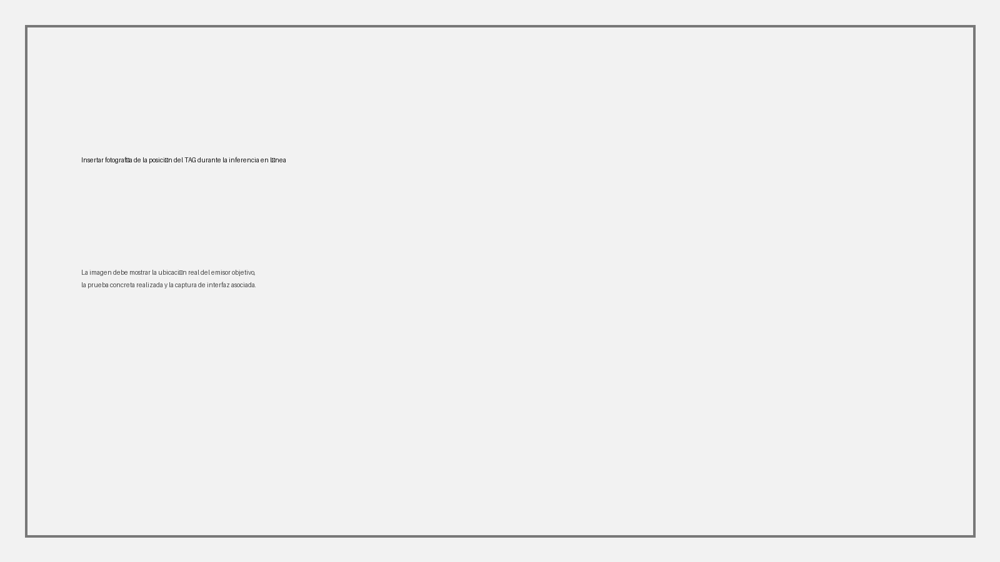 Insertar fotograf▯a de la posici▯n del TAG durante la inferencia en l▯nea
La imagen debe mostrar la ubicaci▯n real del emisor objetivo,
la prueba concreta realizada y la captura de interfaz asociada.